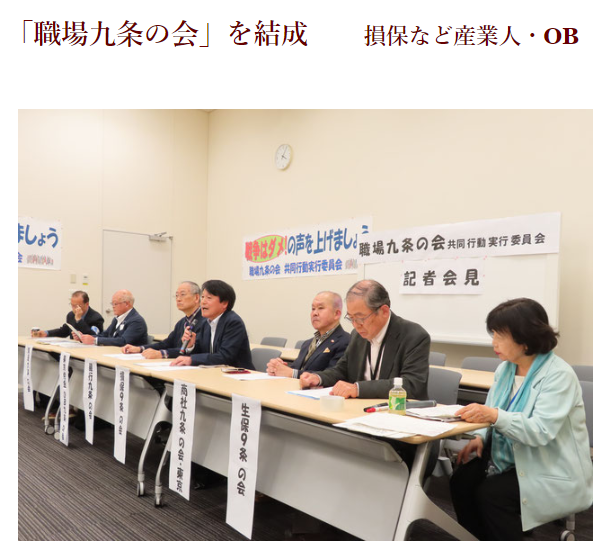 「職場九条の会」を結成　　損保など産業人・OB
ましょう
戦争はダメ!の声を上げましょう
職場九条の会 共同行動実行委員会
職場九条の会 共同行動 実行委員会
記者会見
銀行九条の会
損保9条の会
商社九条の会・東京
生保9条の会